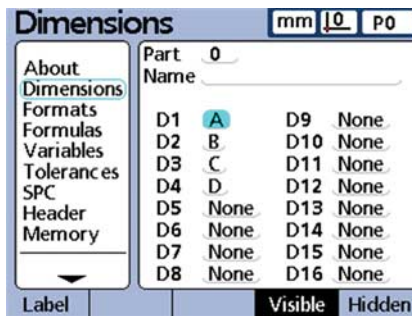 Dimensions mm 0 P0
About
Dimensions
Formats
Formulas
Variables
Tolerances
SPC
Header
Memory
Part 0
Name
D1 A D9 None
D2 B D10 None
D3 C D11 None
D4 D D12 None
D5 None D13 None
D6 None D14 None
D7 None D15 None
D8 None D16 None
Label Visible Hidden